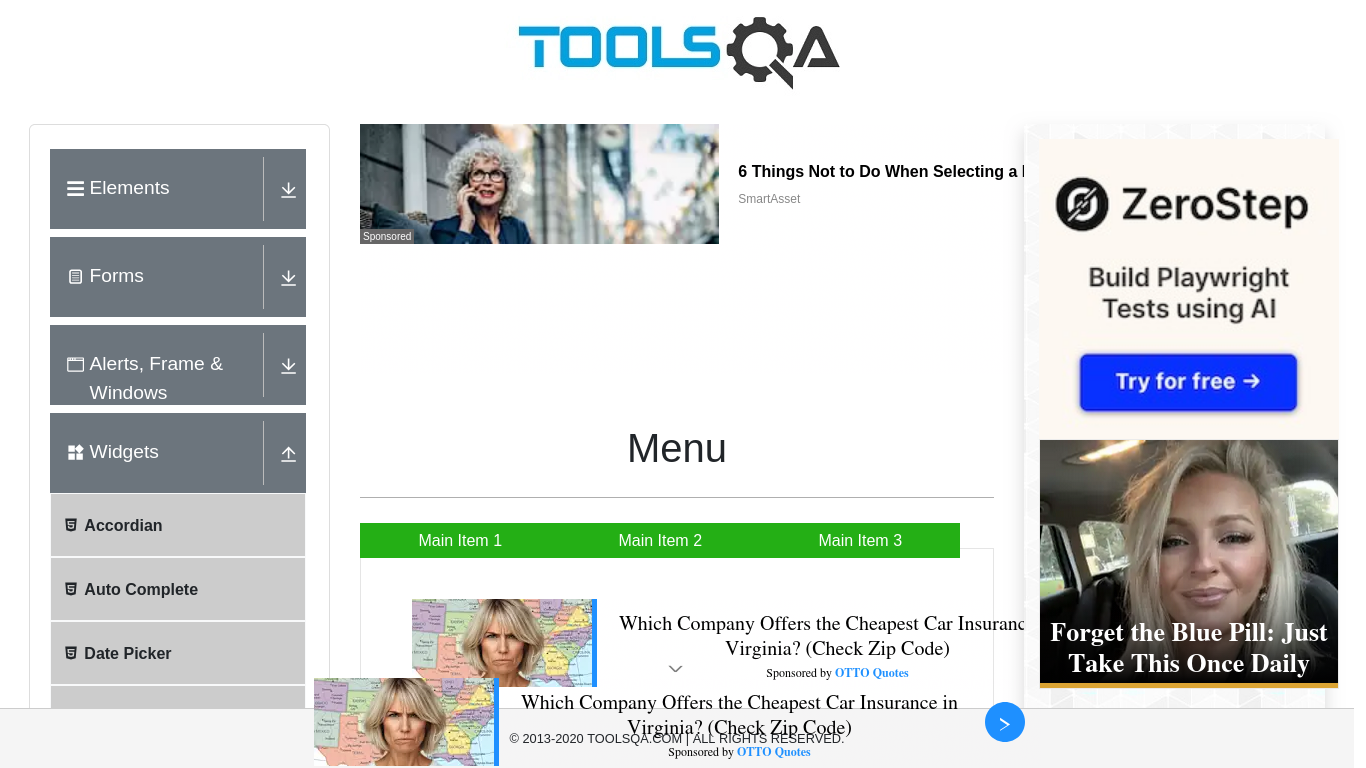 TOOLSQA
Elements
Forms
Alerts, Frame &
Windows
Widgets
Accordian
Auto Complete
Date Picker
Sponsored
6 Things Not to Do When Selecting a
SmartAsset
Menu
Main Item 1
Main Item 2
Main Item 3
Which Company Offers the Cheapest Car Insuranc
Virginia? (Check Zip Code)
Sponsored by OTTO Quotes
Which Company Offers the Cheapest Car Insurance in
Virginia? (Check Zip Code)
© 2013-2020 TOOLSQA.COM | ALL RIGHTS RESERVED.
Sponsored by OTTO Quotes
ZeroStep
Build Playwright
Tests using AI
Try for free →
Forget the Blue Pill: Just
Take This Once Daily